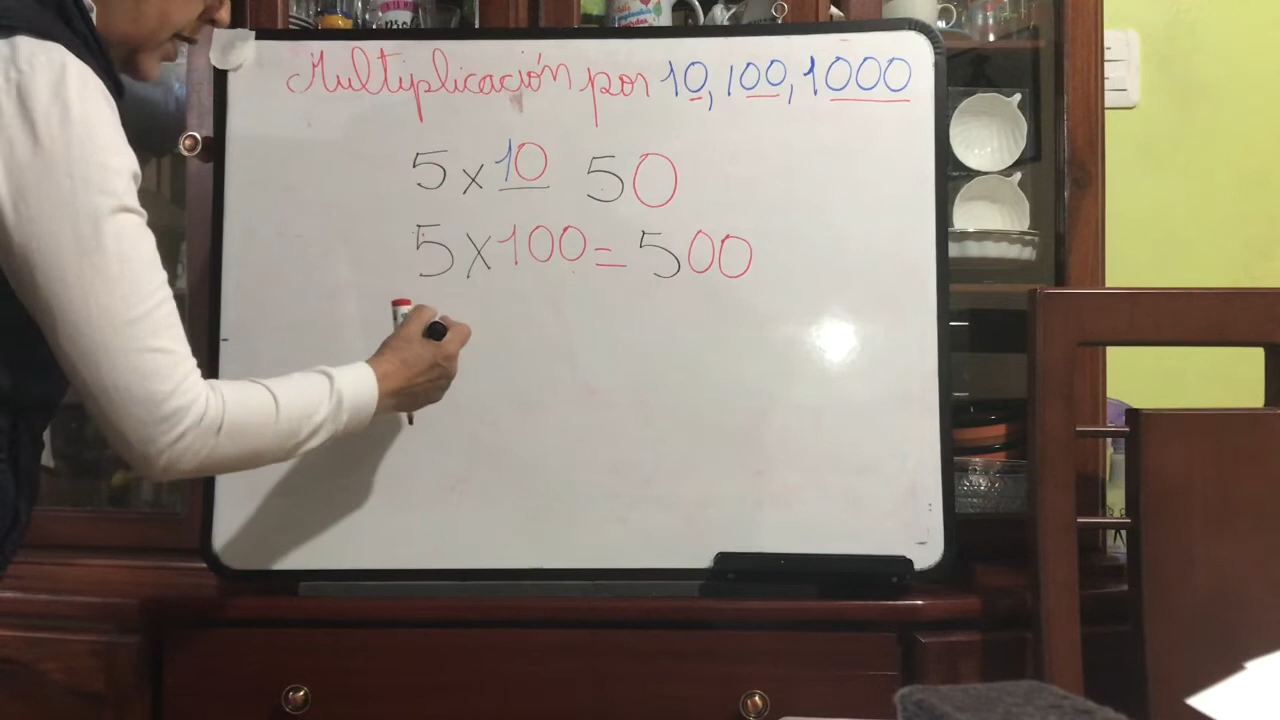 Multiplicación por 10, 100, 1000
5 x 10 50
5 x 100 = 500